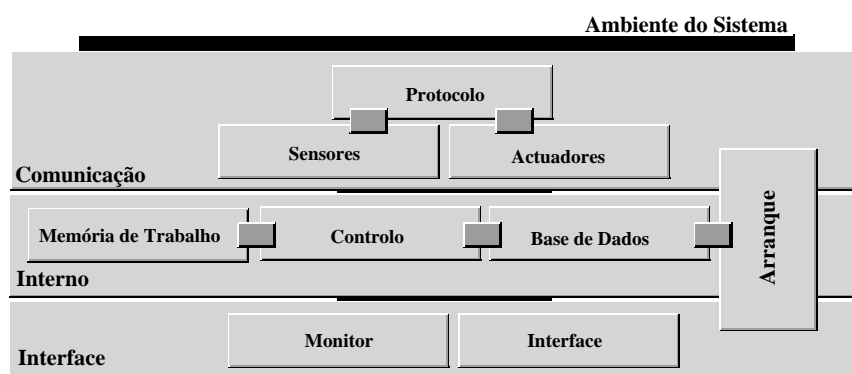 Ambiente do Sistema
Protocolo
Sensores
Actuadores
Comunicação
Arranque
Memória de Trabalho
Controlo
Base de Dados
Interno
Monitor
Interface
Interface